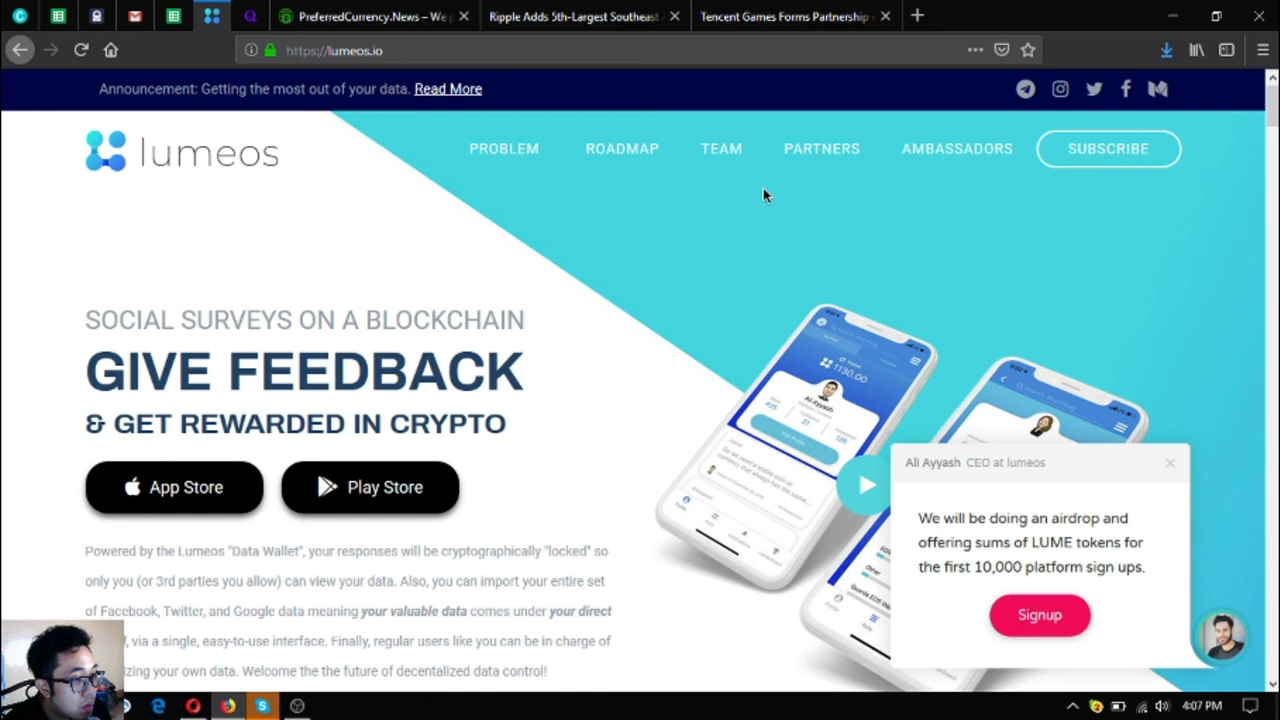 PreferredCurrency.News – We
Ripple Adds 5th-Largest Southeast
Tencent Games Forms Partnership
https://lumeos.io
Announcement: Getting the most out of your data. Read More
lumeos
PROBLEM ROADMAP TEAM PARTNERS AMBASSADORS SUBSCRIBE
SOCIAL SURVEYS ON A BLOCKCHAIN
GIVE FEEDBACK
& GET REWARDED IN CRYPTO
App Store Play Store
Powered by the Lumeos "Data Wallet", your responses will be cryptographically "locked" so
only you (or 3rd parties you allow) can view your data. Also, you can import your entire set
of Facebook, Twitter, and Google data meaning your valuable data comes under your direct
via a single, easy-to-use interface. Finally, regular users like you can be in charge of
your own data. Welcome the the future of decentalized data control!
1130.00
Ali Ayyash
Ali Ayyash CEO at lumeos
We will be doing an airdrop and
offering sums of LUME tokens for
the first 10,000 platform sign ups.
Signup
4:07 PM